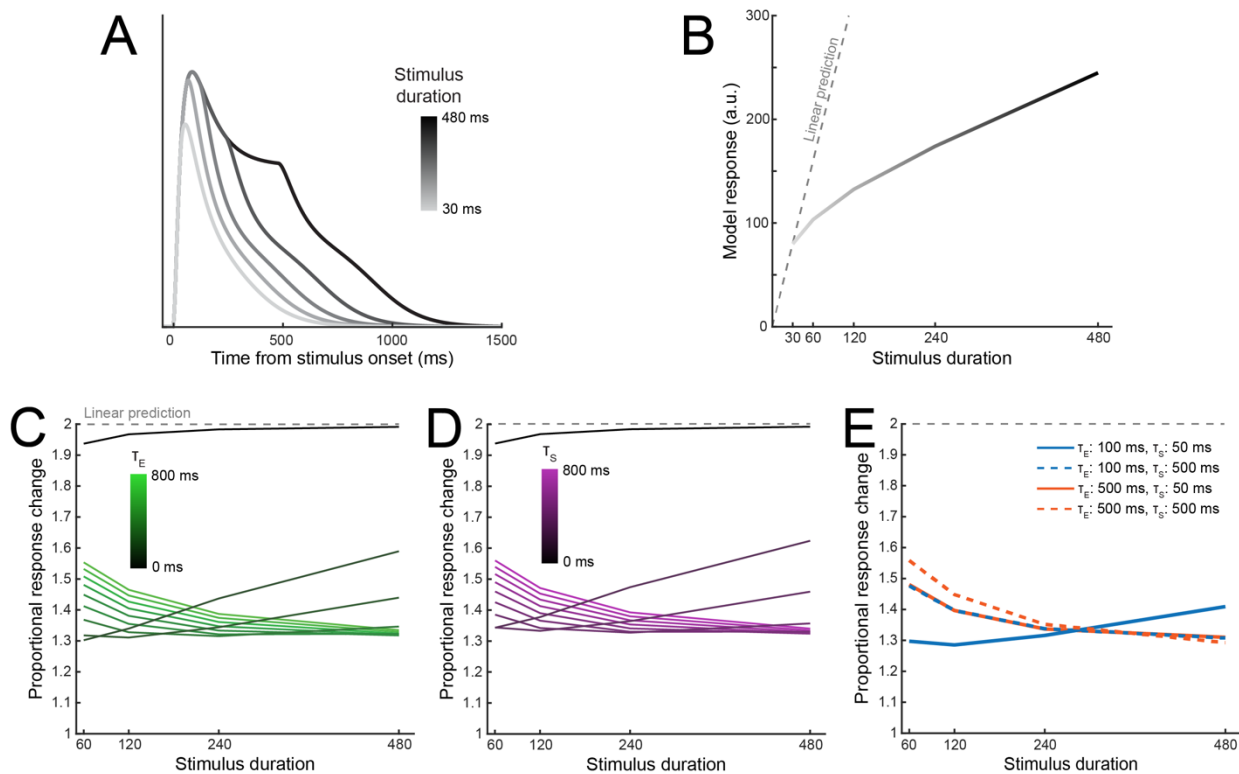 A
Stimulus
duration
480 ms
30 ms
0
500
1000
1500
Time from stimulus onset (ms)
B
Model response (a.u.)
300
200
100
0
Linear prediction
30 60 120 240 480
Stimulus duration
C
Linear prediction
Proportional response change
2
1.9
1.8
1.7
1.6
1.5
1.4
1.3
1.2
1.1
1
τE
800 ms
0 ms
60 120 240 480
Stimulus duration
D
Proportional response change
2
1.9
1.8
1.7
1.6
1.5
1.4
1.3
1.2
1.1
1
τS
800 ms
0 ms
60 120 240 480
Stimulus duration
E
Proportional response change
2
1.9
1.8
1.7
1.6
1.5
1.4
1.3
1.2
1.1
1
τE: 100 ms, τS: 50 ms
τE: 100 ms, τS: 500 ms
τE: 500 ms, τS: 50 ms
τE: 500 ms, τS: 500 ms
60 120 240 480
Stimulus duration